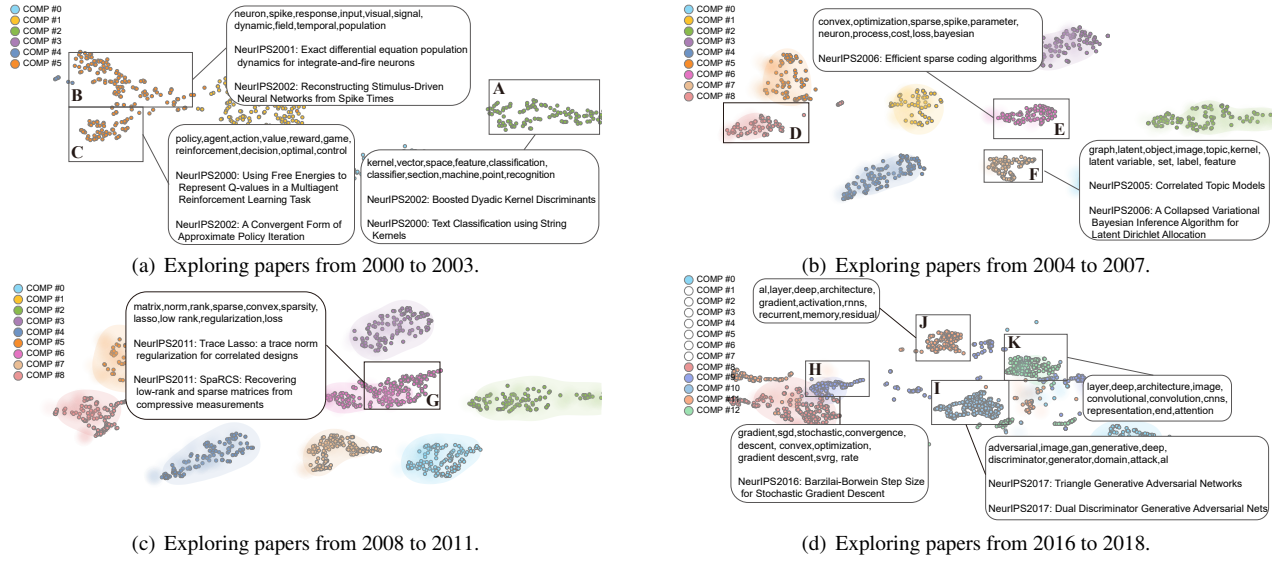 COMP #0
COMP #1
COMP #2
COMP #3
COMP #4
COMP #5
neuron,spike,response,input,visual,signal,
dynamic,field,temporal,population
NeurIPS2001: Exact differential equation population
dynamics for integrate-and-fire neurons
NeurIPS2002: Reconstructing Stimulus-Driven
Neural Networks from Spike Times
A
B
C
policy,agent,action,value,reward,game,
reinforcement,decision,optimal,control
NeurIPS2000: Using Free Energies to
Represent Q-values in a Multiagent
Reinforcement Learning Task
NeurIPS2002: A Convergent Form of
Approximate Policy Iteration
kernel,vector,space,feature,classification,
classifier,section,machine,point,recognition
NeurIPS2002: Boosted Dyadic Kernel Discriminants
NeurIPS2000: Text Classification using String
Kernels
(a) Exploring papers from 2000 to 2003.
COMP #0
COMP #1
COMP #2
COMP #3
COMP #4
COMP #5
COMP #6
COMP #7
COMP #8
convex,optimization,sparse,spike,parameter,
neuron,process,cost,loss,bayesian
NeurIPS2006: Efficient sparse coding algorithms
D
E
F
graph,latent,object,image,topic,kernel,
latent variable, set, label, feature
NeurIPS2005: Correlated Topic Models
NeurIPS2006: A Collapsed Variational
Bayesian Inference Algorithm for
Latent Dirichlet Allocation
(b) Exploring papers from 2004 to 2007.
COMP #0
COMP #1
COMP #2
COMP #3
COMP #4
COMP #5
COMP #6
COMP #7
COMP #8
matrix,norm,rank,sparse,convex,sparsity,
lasso,low rank,regularization,loss
NeurIPS2011: Trace Lasso: a trace norm
regularization for correlated designs
NeurIPS2011: SpaRCS: Recovering
low-rank and sparse matrices from
compressive measurements
G
(c) Exploring papers from 2008 to 2011.
COMP #0
COMP #1
COMP #2
COMP #3
COMP #4
COMP #5
COMP #6
COMP #7
COMP #8
COMP #9
COMP #10
COMP #11
COMP #12
al,layer,deep,architecture,
gradient,activation,rnns,
recurrent,memory,residual
J
K
H
I
layer,deep,architecture,image,
convolutional,convolution,cnns,
representation,end,attention
gradient,sgd,stochastic,convergence,
descent, convex,optimization,
gradient descent,svrg, rate
NeurIPS2016: Barzilai-Borwein Step Size
for Stochastic Gradient Descent
adversarial,image,gan,generative,deep,
discriminator,generator,domain,attack,al
NeurIPS2017: Triangle Generative Adversarial Networks
NeurIPS2017: Dual Discriminator Generative Adversarial Nets
(d) Exploring papers from 2016 to 2018.